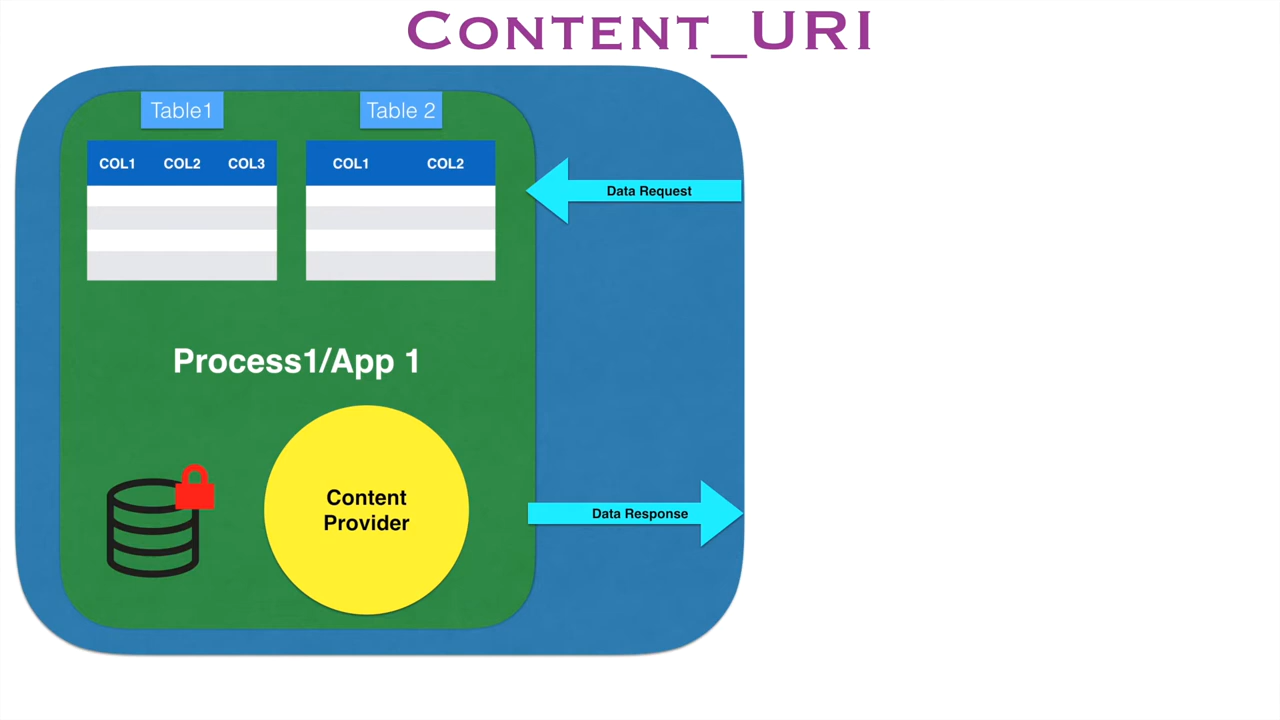 Content_URI
Table1
Table 2
COL1 COL2 COL3
COL1 COL2
Data Request
Process1/App 1
Content
Provider
Data Response